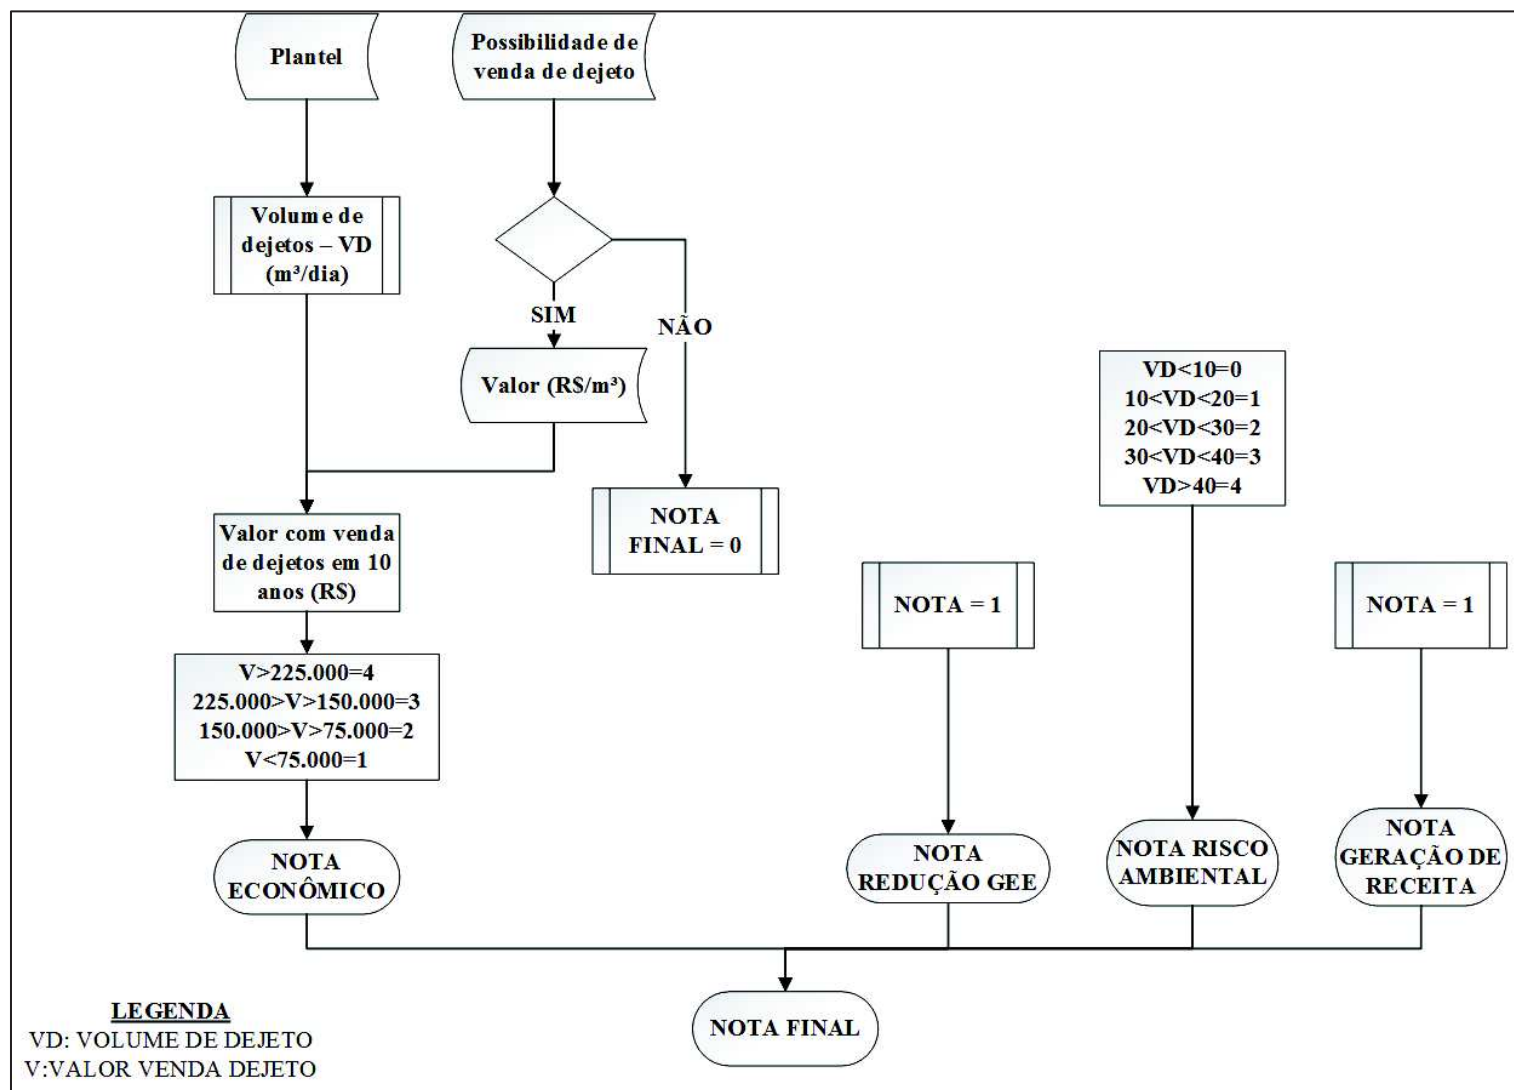 Plantel
Possibilidade de
venda de dejeto
Volume de
dejetos – VD
(m³/dia)
SIM
NÃO
Valor (R$/m³)
VD<10=0
10<VD<20=1
20<VD<30=2
30<VD<40=3
VD>40=4
NOTA
FINAL = 0
Valor com venda
de dejetos em 10
anos (R$)
NOTA = 1
NOTA = 1
V>225.000=4
225.000>V>150.000=3
150.000>V>75.000=2
V<75.000=1
NOTA
ECONÔMICO
NOTA
REDUÇÃO GEE
NOTA RISCO
AMBIENTAL
NOTA
GERAÇÃO DE
RECEITA
NOTA FINAL
LEGENDA
VD: VOLUME DE DEJETO
V:VALOR VENDA DEJETO